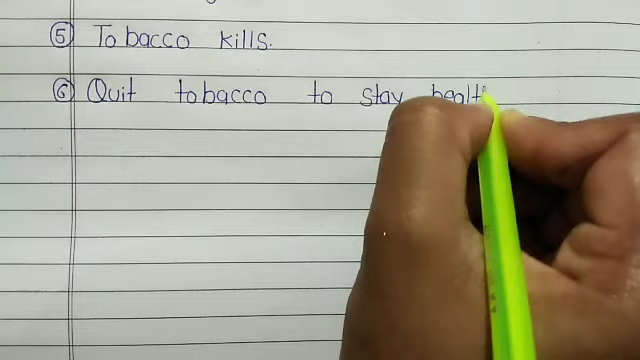 ⑤ Tobacco kills.
⑥ Quit tobacco to stay healt